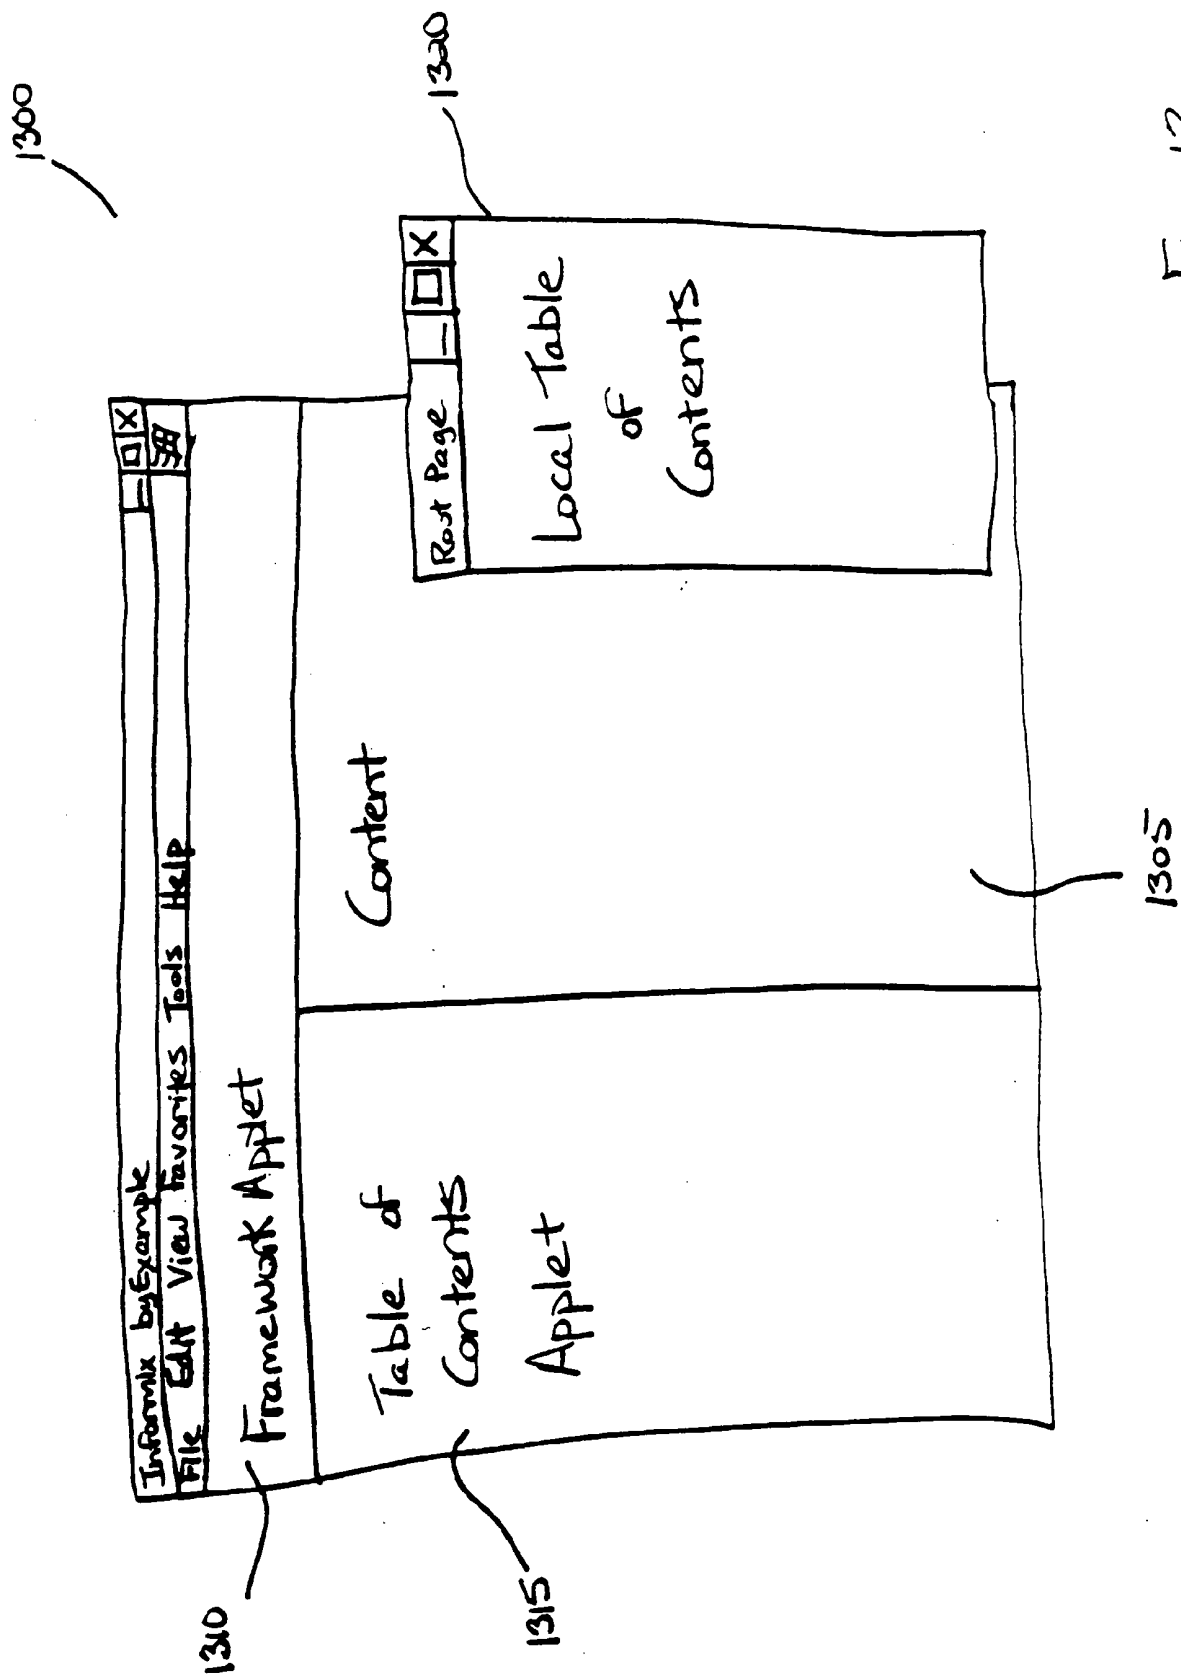 1300
Informix byExample
File Edit View Favorites Tools Help
X
1310
Framework Applet
Root Page
X
1320
1315
Table of
Contents
Applet
Content
Local Table
of
Contents
1305